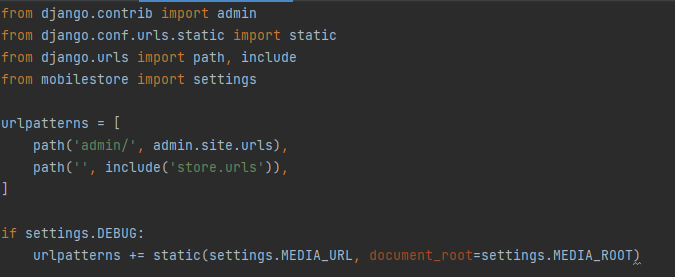 from django.contrib import admin
from django.conf.urls.static import static
from django.urls import path, include
from mobilestore import settings

urlpatterns = [
    path('admin/', admin.site.urls),
    path('', include('store.urls')),
]

if settings.DEBUG:
    urlpatterns += static(settings.MEDIA_URL, document_root=settings.MEDIA_ROOT)